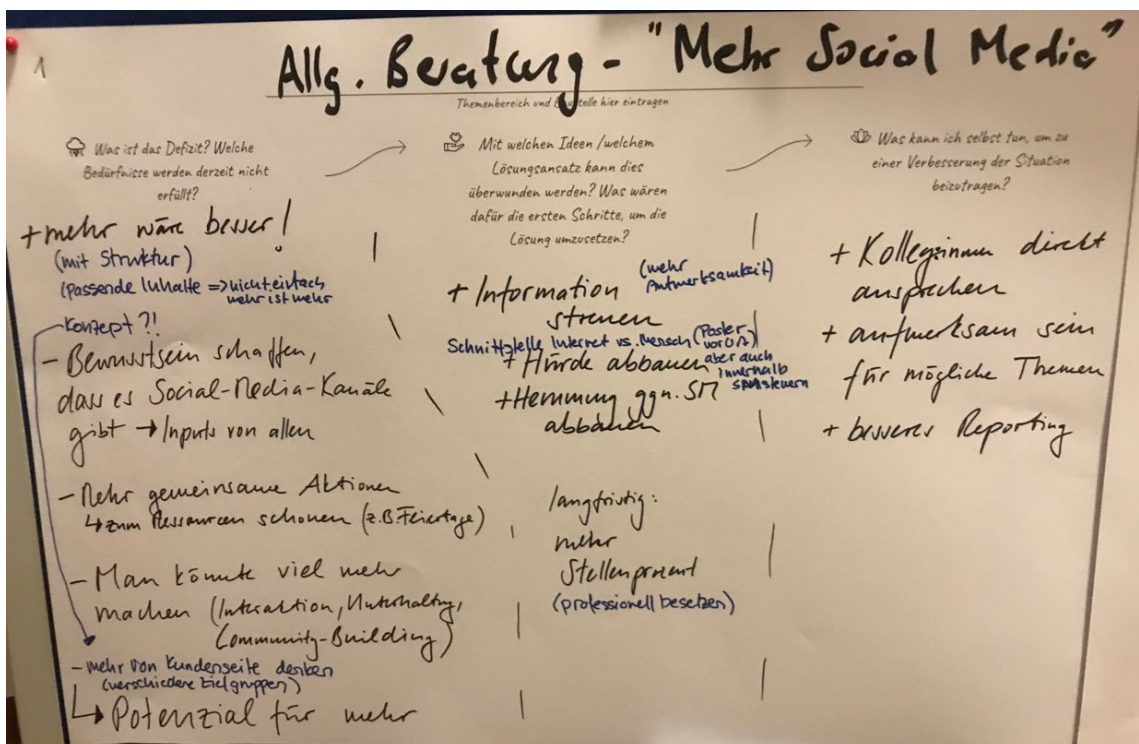 1
Allg. Beratung - "Mehr Social Media"
Themenbereich und Baustelle hier eintragen
Was ist das Defizit? Welche
Bedürfnisse werden derzeit nicht
erfüllt?
+ mehr wäre besser!
(mit Struktur)
(passende Inhalte => nicht einfach
mehr ist mehr
Konzept?!
- Bewusstsein schaffen,
dass es Social-Media-Kanäle
gibt → Inputs von allen
- Mehr gemeinsame Aktionen
↳ zum Ressourcen schonen (z.B Feiertage)
- Man könnte viel mehr
machen (Interaktion, Unterhaltung,
Community-Building)
- mehr von Kundenseite denken
(verschiedene Zielgruppen)
↳ Potenzial für mehr
Mit welchen Ideen /welchem
Lösungsansatz kann dies
überwunden werden? Was wären
dafür die ersten Schritte, um die
Lösung umzusetzen?
+ Information (mehr
Aufmerksamkeit)
streuen
Schnittstelle Internet vs. Mensch (Poster
vor Ort)
+ Hürde abbauen aber auch
innerhalb
+ Hemmung ggn. SM
abbauen
langfristig:
mehr
Stellenprozent
(professionell besetzen)
Was kann ich selbst tun, um zu
einer Verbesserung der Situation
beizutragen?
+ Kolleginnen direkt
ansprechen
+ aufmerksam sein
für mögliche Themen
+ besseres Reporting